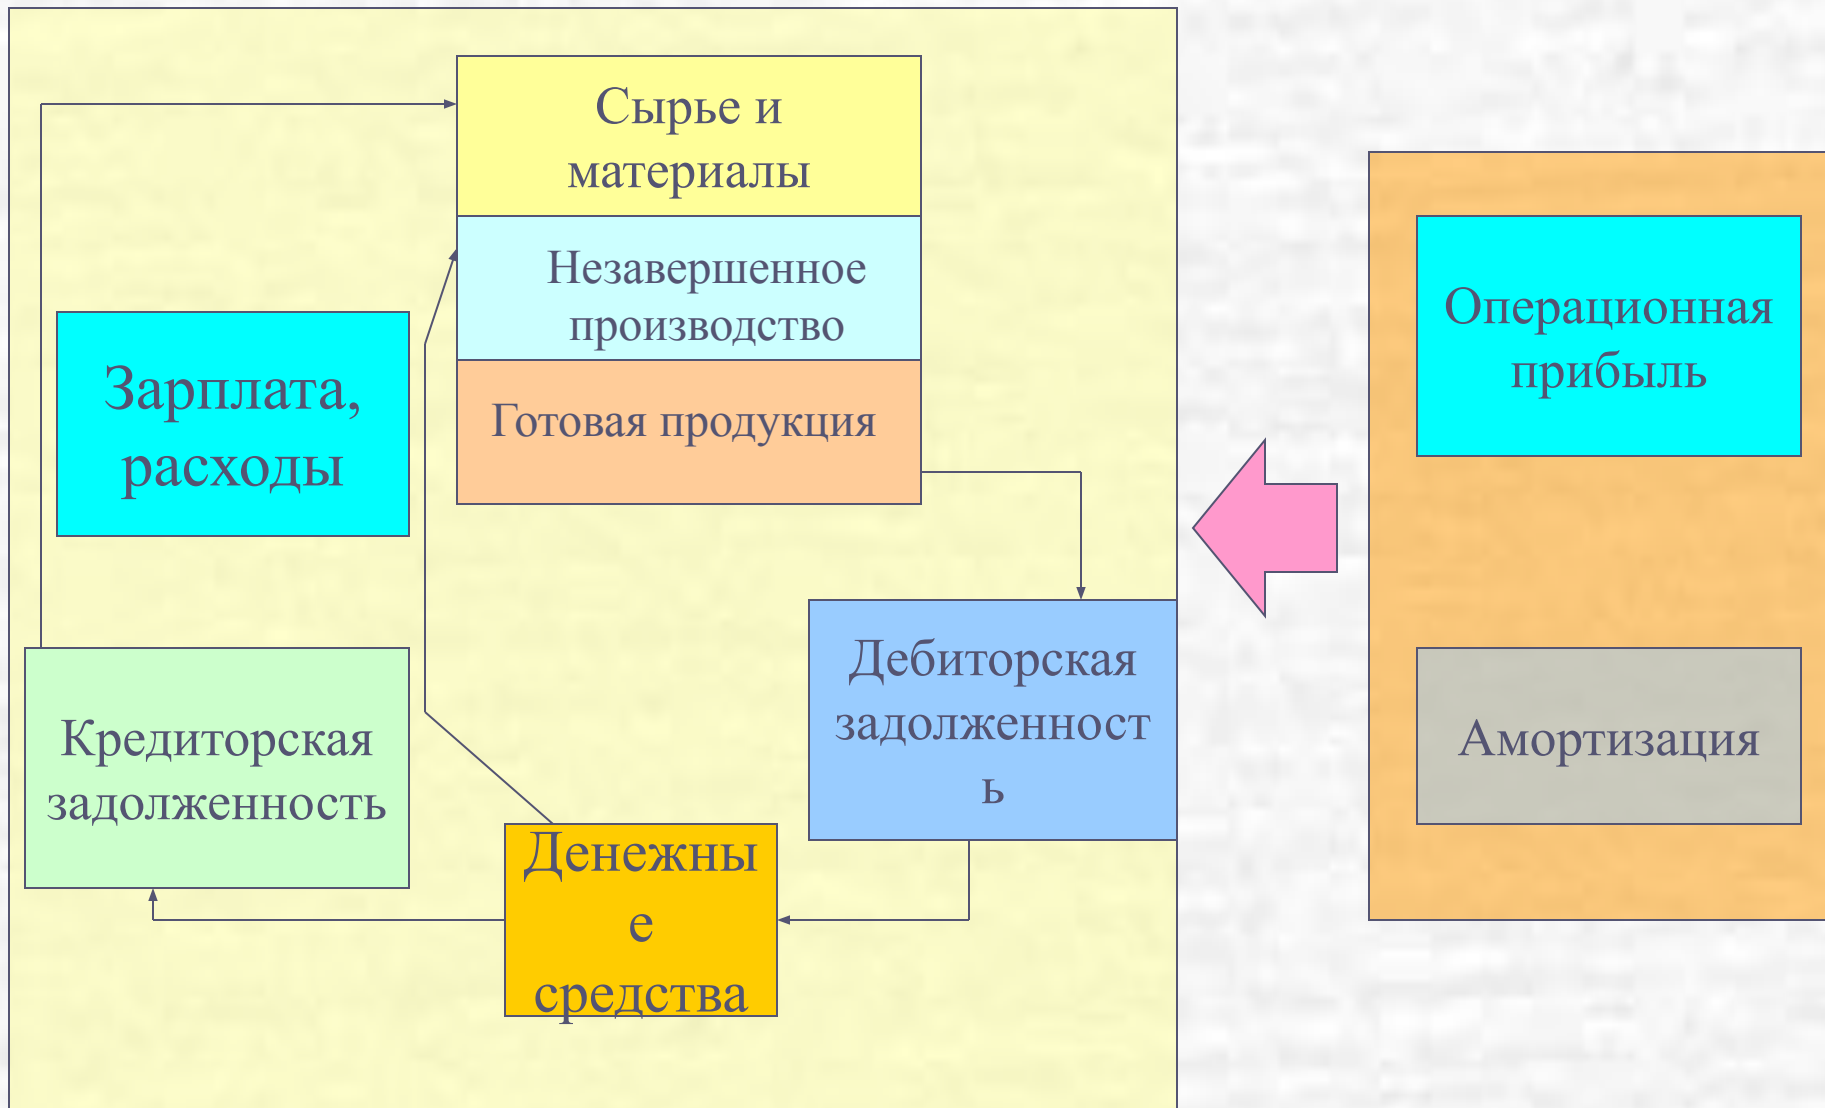 Сырье и
материалы
Незавершенное
производство
Готовая продукция
Зарплата,
расходы
Кредиторская
задолженность
Денежны
е
средства
Дебиторская
задолженност
ь
Операционная
прибыль
Амортизация